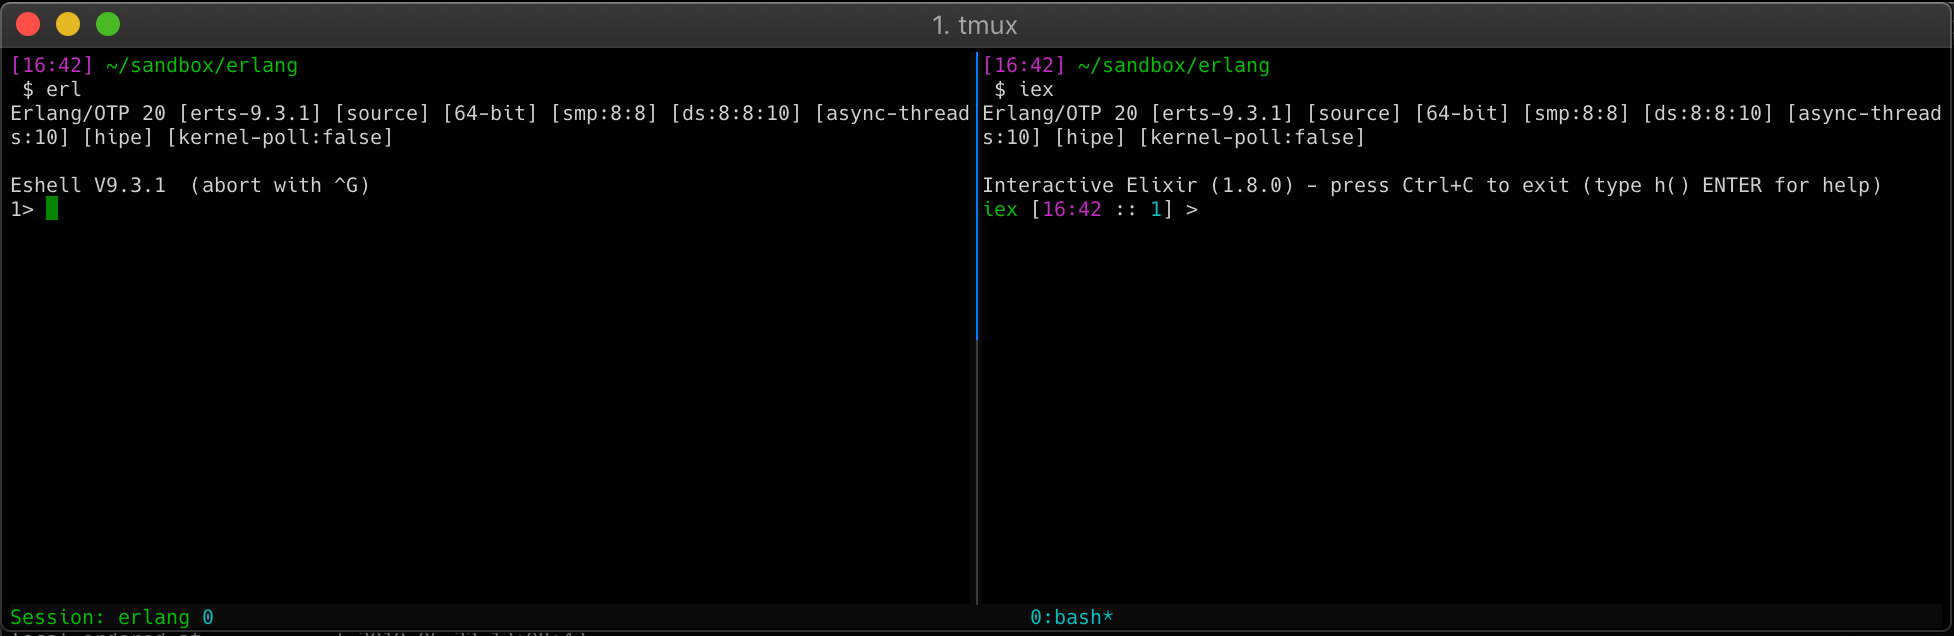 1. tmux
[16:42] ~/sandbox/erlang
$ erl
Erlang/OTP 20 [erts-9.3.1] [source] [64-bit] [smp:8:8] [ds:8:8:10] [async-thread
s:10] [hipe] [kernel-poll:false]
Eshell V9.3.1  (abort with ^G)
1>
[16:42] ~/sandbox/erlang
$ iex
Erlang/OTP 20 [erts-9.3.1] [source] [64-bit] [smp:8:8] [ds:8:8:10] [async-thread
s:10] [hipe] [kernel-poll:false]
Interactive Elixir (1.8.0) - press Ctrl+C to exit (type h() ENTER for help)
iex [16:42 :: 1] >
Session: erlang 0
0:bash*